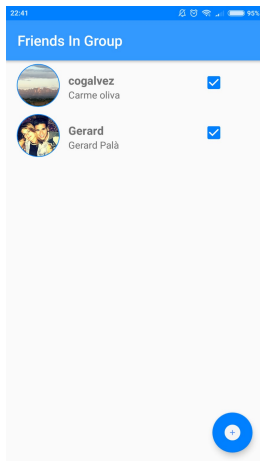 22:41
95%
Friends In Group
cogalvez
Carme oliva
Gerard
Gerard Palà